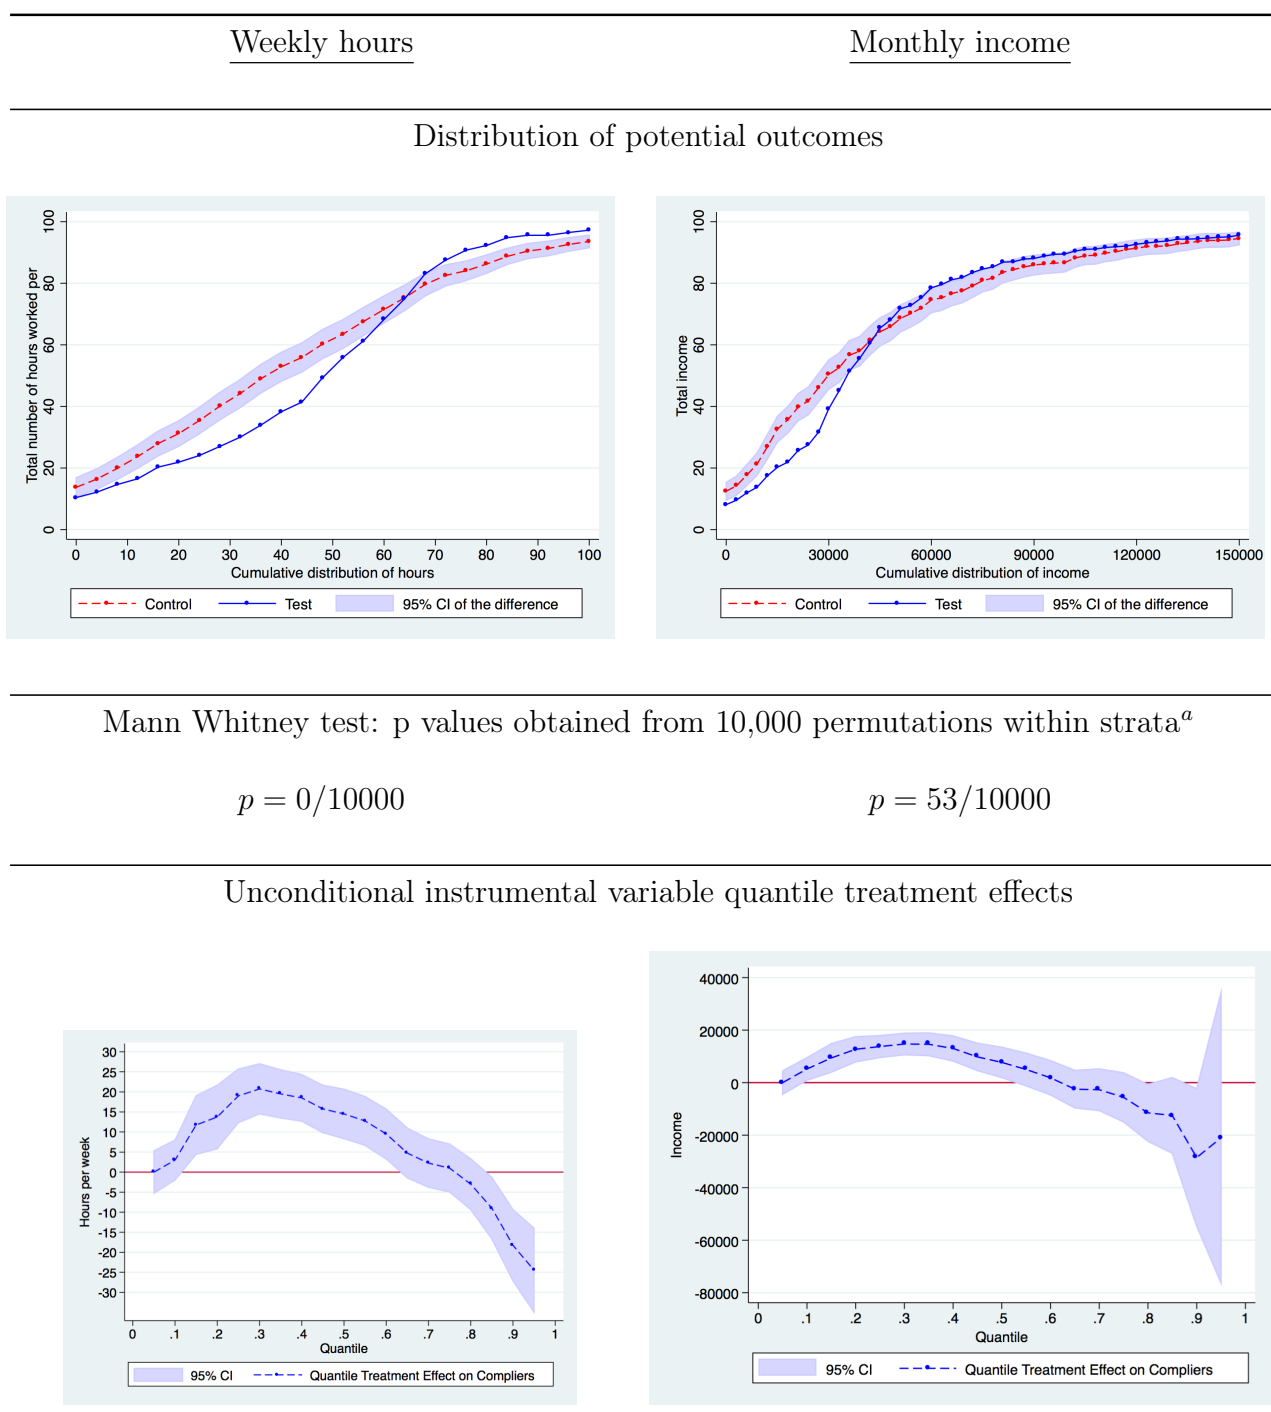 Weekly hours
Monthly income
Distribution of potential outcomes
Total number of hours worked per
100
80
60
40
20
0
0 10 20 30 40 50 60 70 80 90 100
Cumulative distribution of hours
Control Test 95% CI of the difference
Total income
100
80
60
40
20
0
0 30000 60000 90000 120000 150000
Cumulative distribution of income
Control Test 95% CI of the difference
Mann Whitney test: p values obtained from 10,000 permutations within strata^a
p = 0/10000
p = 53/10000
Unconditional instrumental variable quantile treatment effects
Hours per week
30
25
20
15
10
5
0
-5
-10
-15
-20
-25
-30
0 .1 .2 .3 .4 .5 .6 .7 .8 .9 1
Quantile
95% CI Quantile Treatment Effect on Compliers
Income
40000
20000
0
-20000
-40000
-60000
-80000
0 .1 .2 .3 .4 .5 .6 .7 .8 .9 1
Quantile
95% CI Quantile Treatment Effect on Compliers